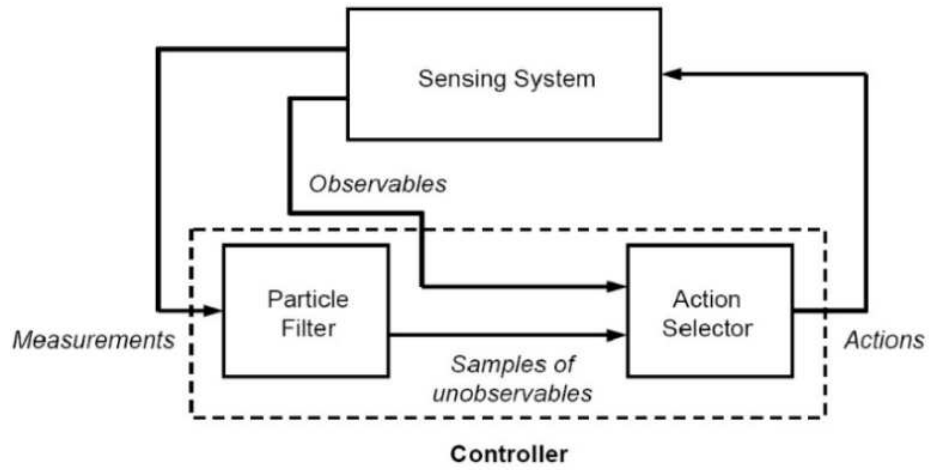 Sensing System
Observables
Particle
Filter
Action
Selector
Measurements
Actions
Samples of
unobservables
Controller